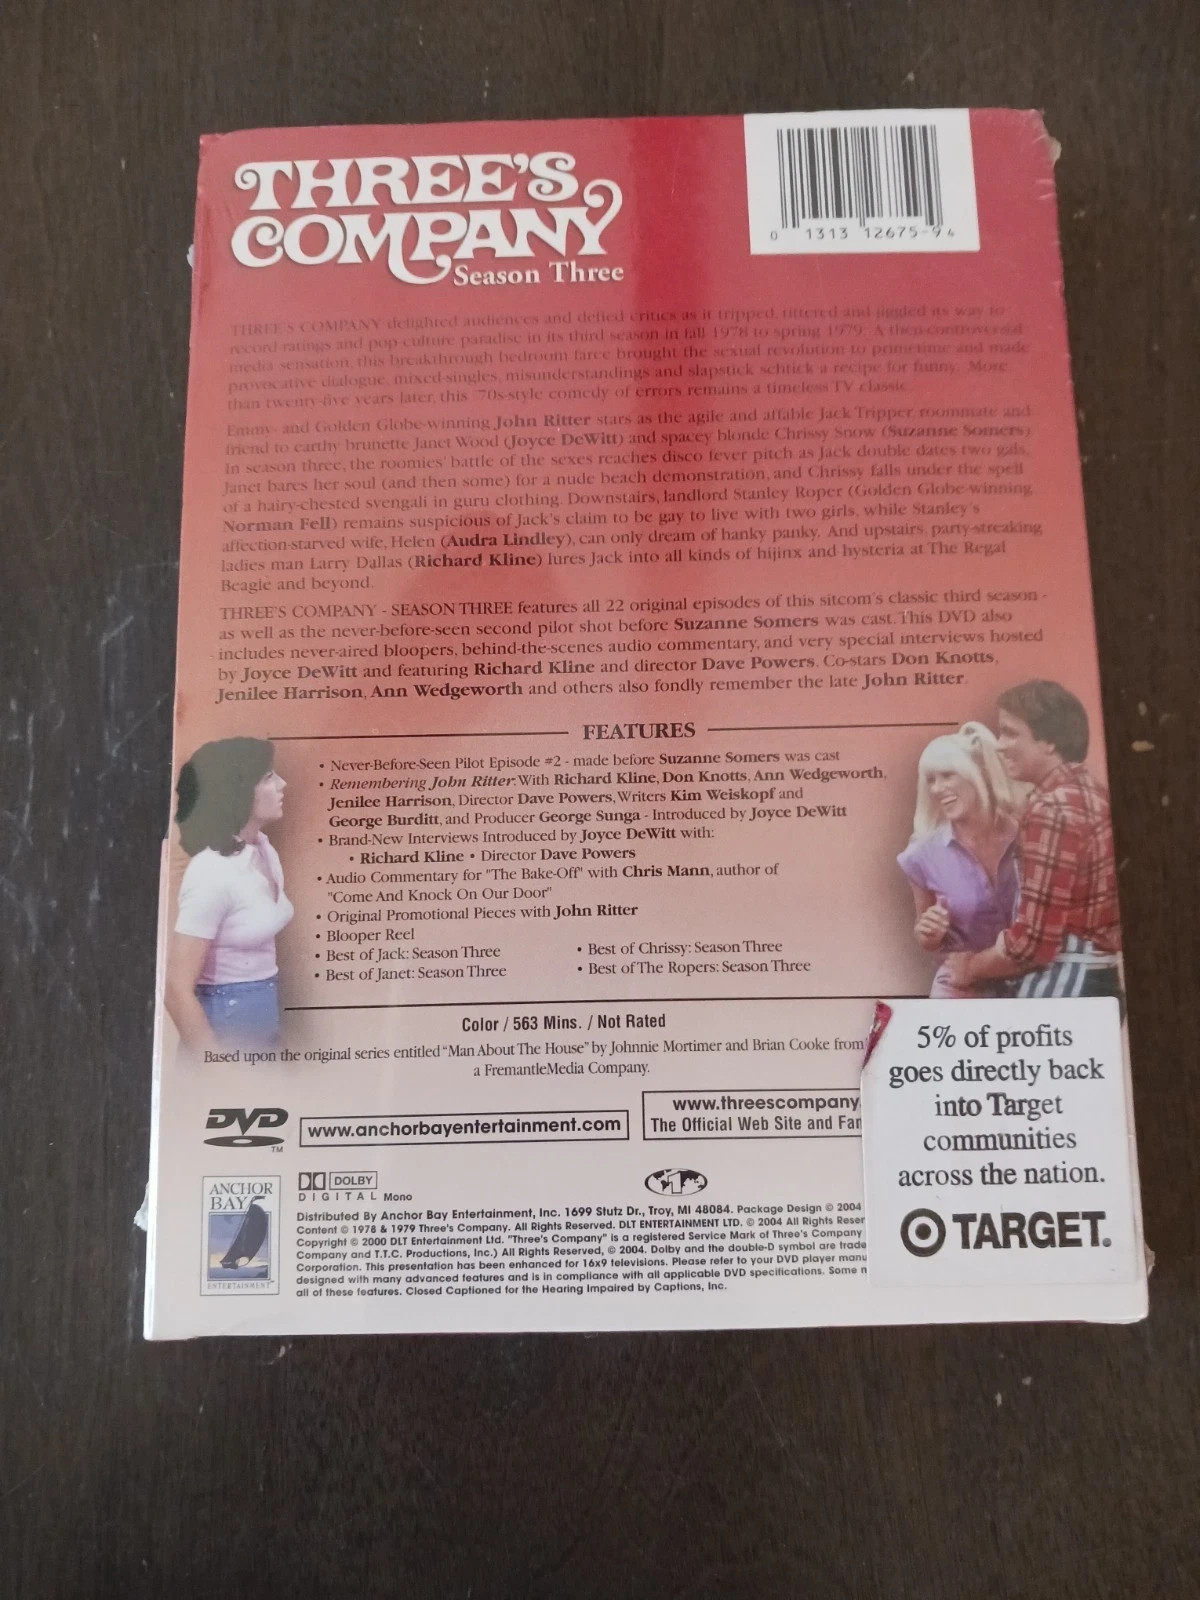 THREE'S
COMPANY
Season Three
0 1313 12675-9 4
THREE'S COMPANY delighted audiences and defied critics as it tripped, tittered and jiggled its way to
record ratings and pop culture paradise in its third season in fall 1978 to spring 1979. A then-controversial
media sensation, this breakthrough bedroom farce brought the sexual revolution to primetime and made
provocative dialogue, mixed-singles, misunderstandings and slapstick schtick a recipe for funny. More
than twenty-five years later, this '70s-style comedy of errors remains a timeless TV classic.
Emmy- and Golden Globe-winning John Ritter stars as the agile and affable Jack Tripper, roommate and
friend to earthy brunette Janet Wood (Joyce DeWitt) and spacey blonde Chrissy Snow (Suzanne Somers).
In season three, the roomies' battle of the sexes reaches disco fever pitch as Jack double dates two gals,
Janet bares her soul (and then some) for a nude beach demonstration, and Chrissy falls under the spell
of a hairy-chested svengali in guru clothing. Downstairs, landlord Stanley Roper (Golden Globe-winning
Norman Fell) remains suspicious of Jack's claim to be gay to live with two girls, while Stanley's
affection-starved wife, Helen (Audra Lindley), can only dream of hanky panky. And upstairs, party-streaking
ladies man Larry Dallas (Richard Kline) lures Jack into all kinds of hijinx and hysteria at The Regal
Beagle and beyond.
THREE'S COMPANY - SEASON THREE features all 22 original episodes of this sitcom's classic third season -
as well as the never-before-seen second pilot shot before Suzanne Somers was cast. This DVD also
includes never-aired bloopers, behind-the-scenes audio commentary, and very special interviews hosted
by Joyce DeWitt and featuring Richard Kline and director Dave Powers. Co-stars Don Knotts,
Jenilee Harrison, Ann Wedgeworth and others also fondly remember the late John Ritter.
FEATURES
• Never-Before-Seen Pilot Episode #2 - made before Suzanne Somers was cast
• Remembering John Ritter: With Richard Kline, Don Knotts, Ann Wedgeworth,
Jenilee Harrison, Director Dave Powers, Writers Kim Weiskopf and
George Burditt, and Producer George Sunga - Introduced by Joyce DeWitt
• Brand-New Interviews Introduced by Joyce DeWitt with:
• Richard Kline • Director Dave Powers
• Audio Commentary for "The Bake-Off" with Chris Mann, author of
"Come And Knock On Our Door"
• Original Promotional Pieces with John Ritter
• Blooper Reel
• Best of Jack: Season Three • Best of Chrissy: Season Three
• Best of Janet: Season Three • Best of The Ropers: Season Three
Color / 563 Mins. / Not Rated
Based upon the original series entitled "Man About The House" by Johnnie Mortimer and Brian Cooke from
a FremantleMedia Company.
DVD
TM
www.anchorbayentertainment.com
www.threescompany.
The Official Web Site and Fan
ANCHOR
BAY
ENTERTAINMENT
DOLBY
DIGITAL Mono
1
Distributed By Anchor Bay Entertainment, Inc. 1699 Stutz Dr., Troy, MI 48084. Package Design © 2004
Content © 1978 & 1979 Three's Company. All Rights Reserved. DLT ENTERTAINMENT LTD. © 2004 All Rights Reser
Copyright © 2000 DLT Entertainment Ltd. "Three's Company" is a registered Service Mark of Three's Company
Company and T.T.C. Productions, Inc.) All Rights Reserved, © 2004. Dolby and the double-D symbol are trade
Corporation. This presentation has been enhanced for 16x9 televisions. Please refer to your DVD player manu
designed with many advanced features and is in compliance with all applicable DVD specifications. Some n
all of these features. Closed Captioned for the Hearing Impaired by Captions, Inc.
5% of profits
goes directly back
into Target
communities
across the nation.
TARGET.